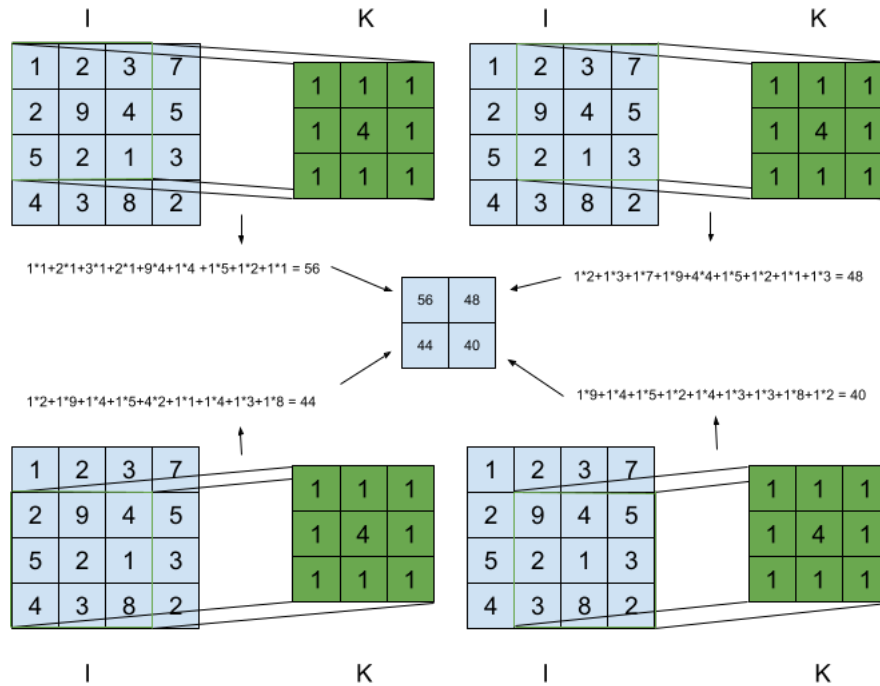 I K I K
1 2 3 7
2 9 4 5
5 2 1 3
4 3 8 2
1 1 1
1 4 1
1 1 1
1 2 3 7
2 9 4 5
5 2 1 3
4 3 8 2
1 1 1
1 4 1
1 1 1
1*1+2*1+3*1+2*1+9*4+1*4 +1*5+1*2+1*1 = 56
1*2+1*3+1*7+1*9+4*4+1*5+1*2+1*1+1*3 = 48
56 48
44 40
1*2+1*9+1*4+1*5+4*2+1*1+1*4+1*3+1*8 = 44
1*9+1*4+1*5+1*2+1*4+1*3+1*3+1*8+1*2 = 40
1 2 3 7
2 9 4 5
5 2 1 3
4 3 8 2
1 1 1
1 4 1
1 1 1
1 2 3 7
2 9 4 5
5 2 1 3
4 3 8 2
1 1 1
1 4 1
1 1 1
I K I K